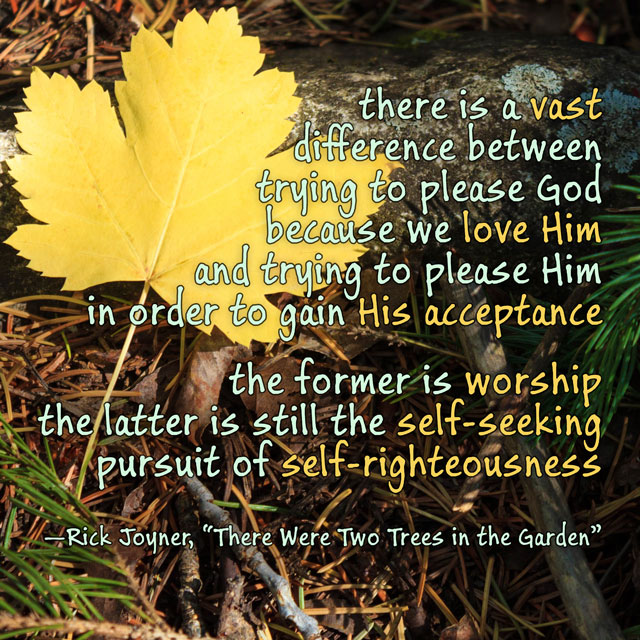 there is a vast
difference between
trying to please God
because we love Him
and trying to please Him
in order to gain His acceptance
the former is worship
the latter is still the self-seeking
pursuit of self-righteousness
—Rick Joyner, “There Were Two Trees in the Garden”